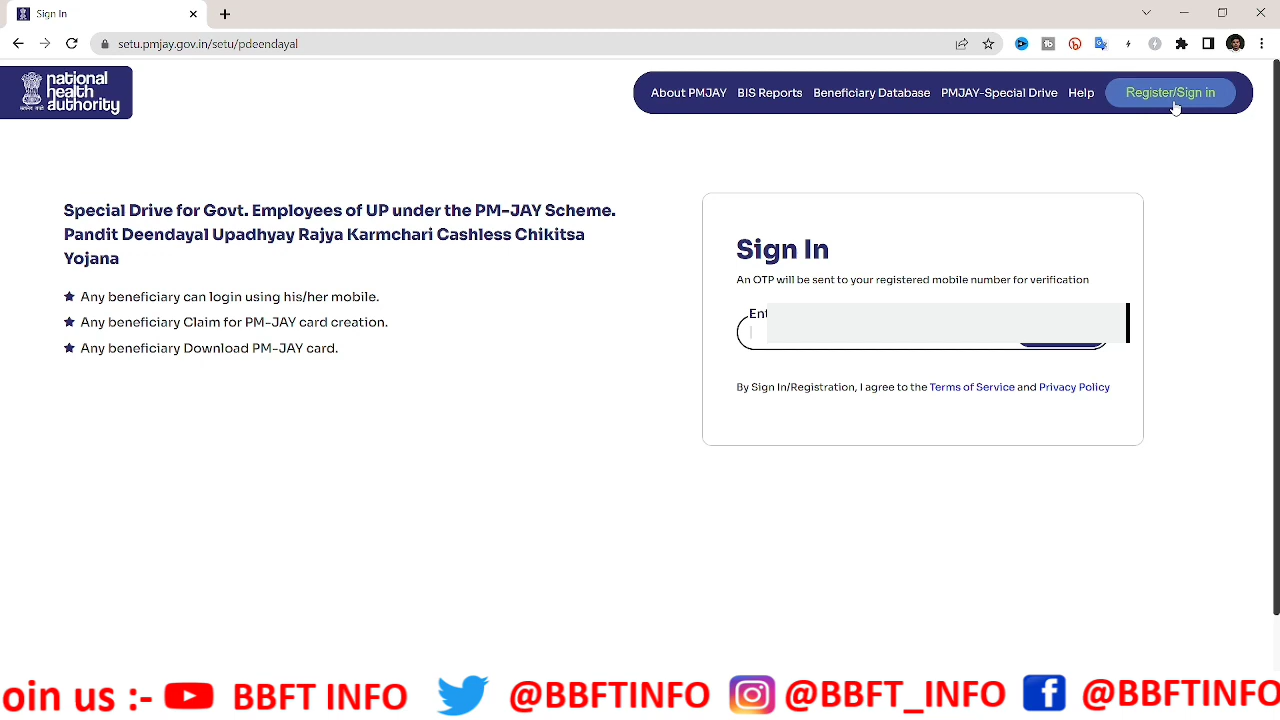 Sign In
setu.pmjay.gov.in/setu/pdeendayal
national
health
authority
About PMJAY BIS Reports Beneficiary Database PMJAY-Special Drive Help Register/Sign in
Special Drive for Govt. Employees of UP under the PM-JAY Scheme.
Pandit Deendayal Upadhyay Rajya Karmchari Cashless Chikitsa
Yojana
Any beneficiary can login using his/her mobile.
Any beneficiary Claim for PM-JAY card creation.
Any beneficiary Download PM-JAY card.
Sign In
An OTP will be sent to your registered mobile number for verification
Ent
By Sign In/Registration, I agree to the Terms of Service and Privacy Policy
oin us :- BBFT INFO @BBFTINFO @BBFT_INFO @BBFTINFO